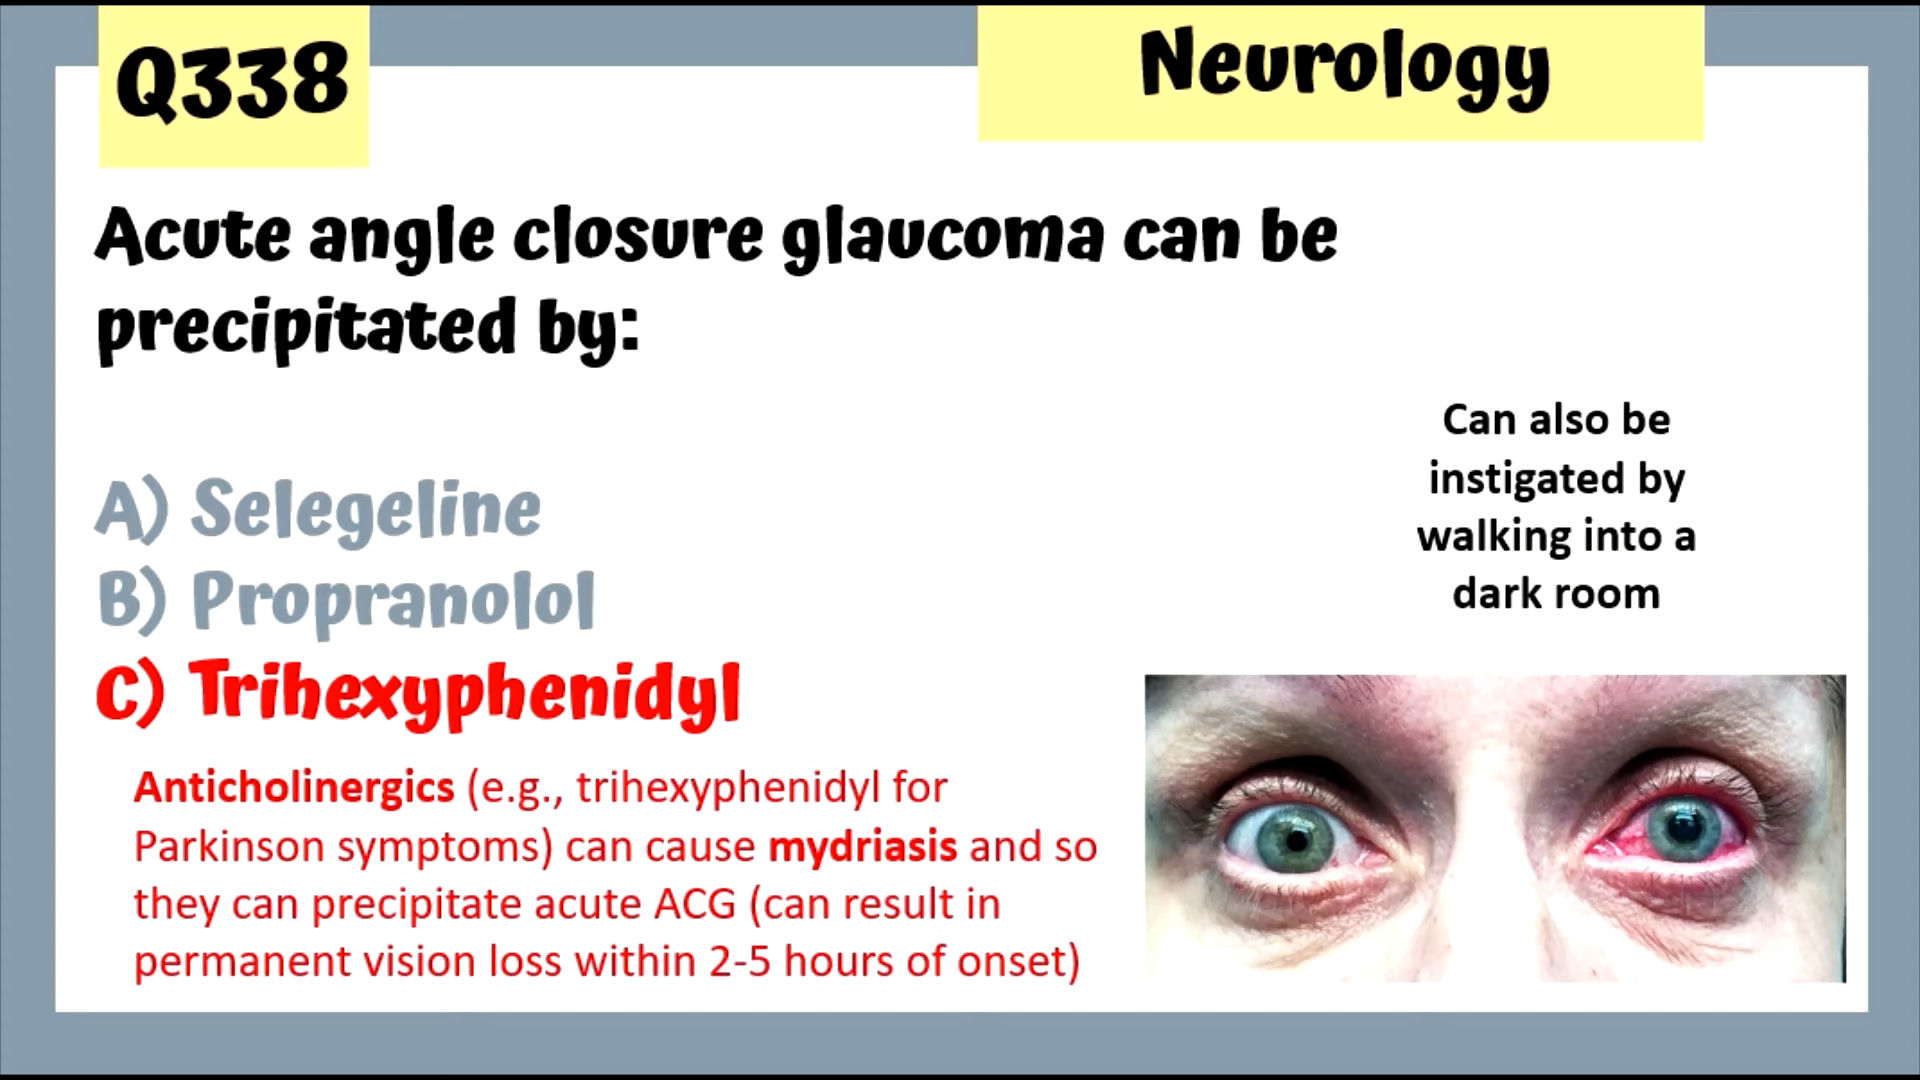 Q338
Neurology
Acute angle closure glaucoma can be
precipitated by:
Can also be
instigated by
walking into a
dark room
A) Selegeline
B) Propranolol
C) Trihexyphenidyl
Anticholinergics (e.g., trihexyphenidyl for
Parkinson symptoms) can cause mydriasis and so
they can precipitate acute ACG (can result in
permanent vision loss within 2-5 hours of onset)